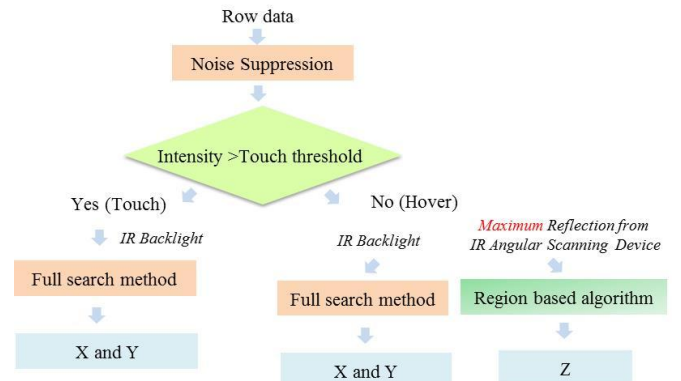 Row data
Noise Suppression
Intensity >Touch threshold
Yes (Touch)
No (Hover)
IR Backlight
Full search method
X and Y
IR Backlight
Full search method
X and Y
Maximum Reflection from
IR Angular Scanning Device
Region based algorithm
Z